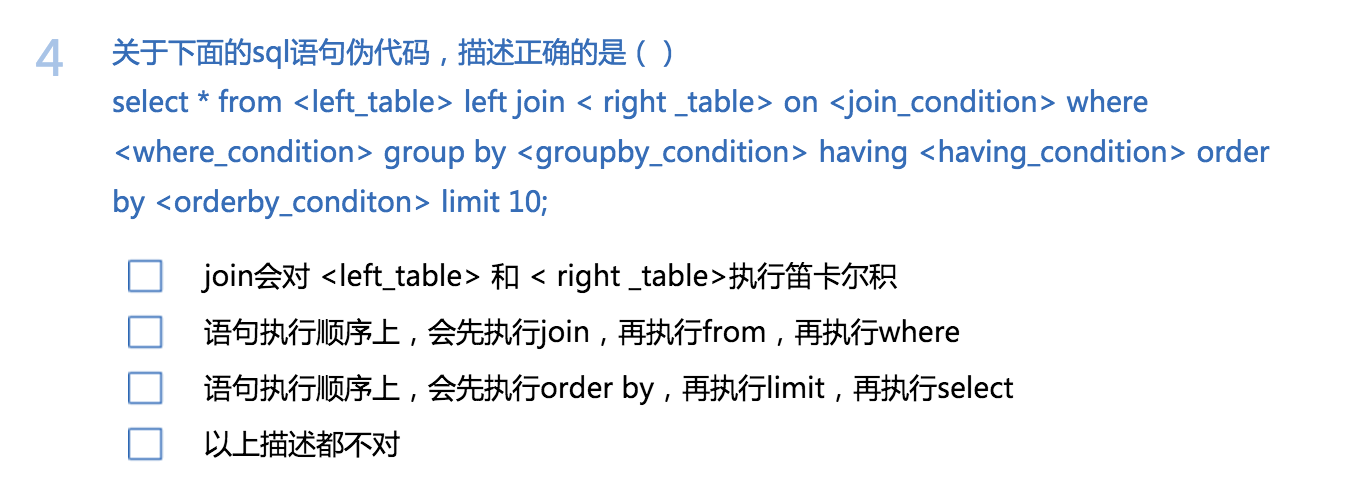 4
关于下面的sql语句伪代码，描述正确的是（ ）
select * from <left_table> left join < right _table> on <join_condition> where
<where_condition> group by <groupby_condition> having <having_condition> order
by <orderby_conditon> limit 10;
join会对 <left_table> 和 < right _table>执行笛卡尔积
语句执行顺序上，会先执行join，再执行from，再执行where
语句执行顺序上，会先执行order by，再执行limit，再执行select
以上描述都不对